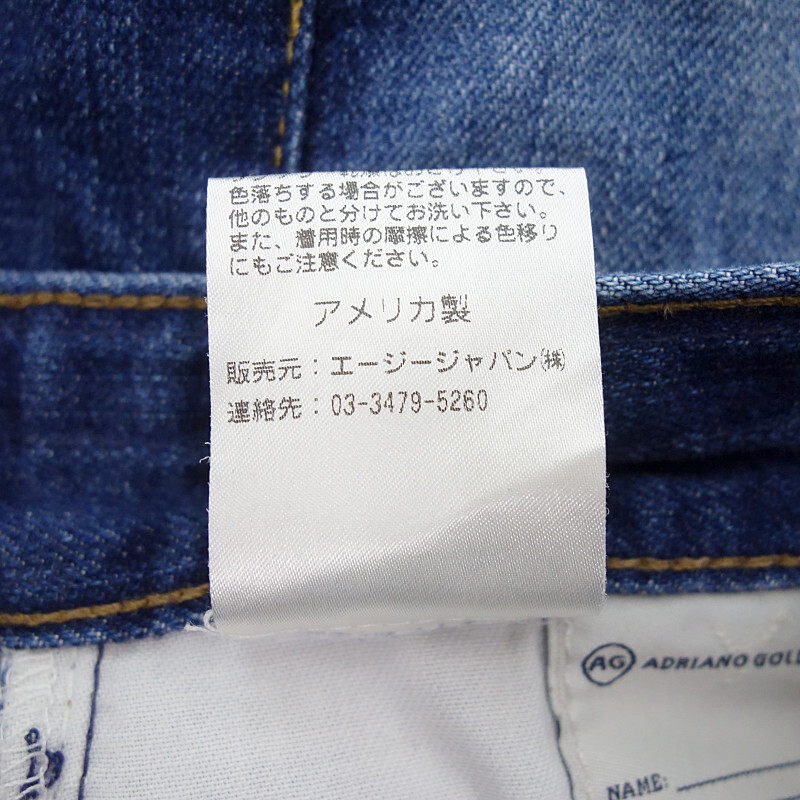 色落ちする場合がございますので、
他のものと分けてお洗い下さい。
また、着用時の摩擦による色移り
にもご注意ください。
アメリカ製
販売元：エージージャパン㈱
連絡先：03-3479-5260
AG ADRIANO
NAME: